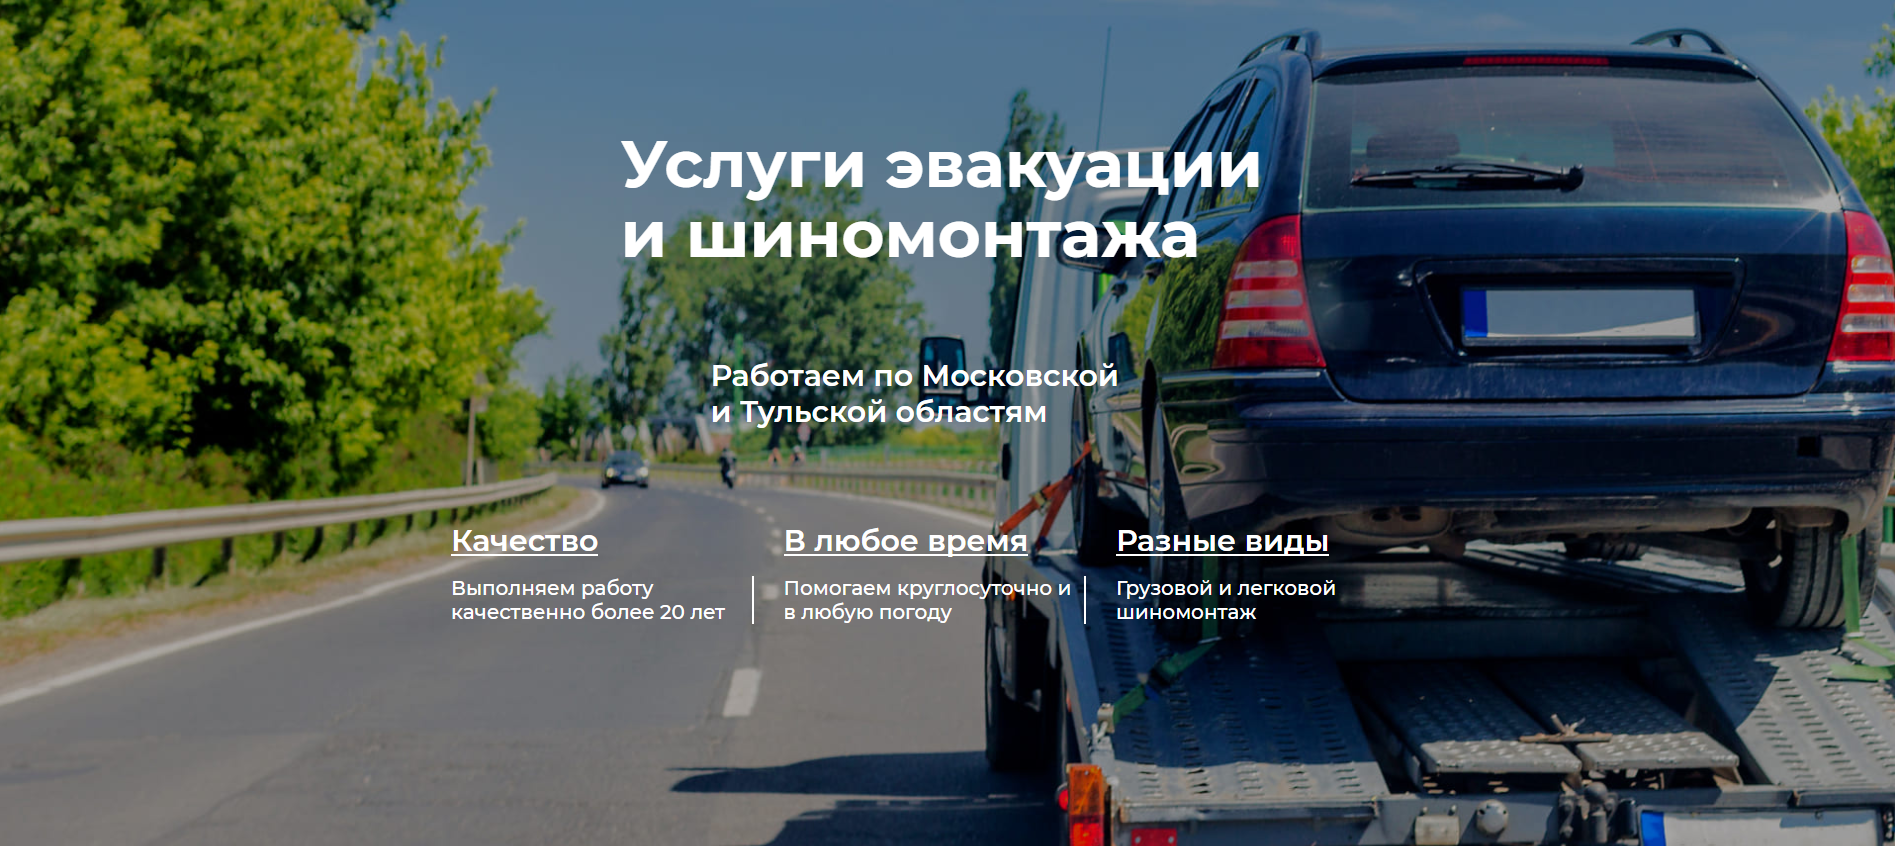 Услуги эвакуации
и шиномонтажа
Работаем по Московской
и Тульской областям
Качество
Выполняем работу
качественно более 20 лет
В любое время
Помогаем круглосуточно и
в любую погоду
Разные виды
Грузовой и легковой
шиномонтаж